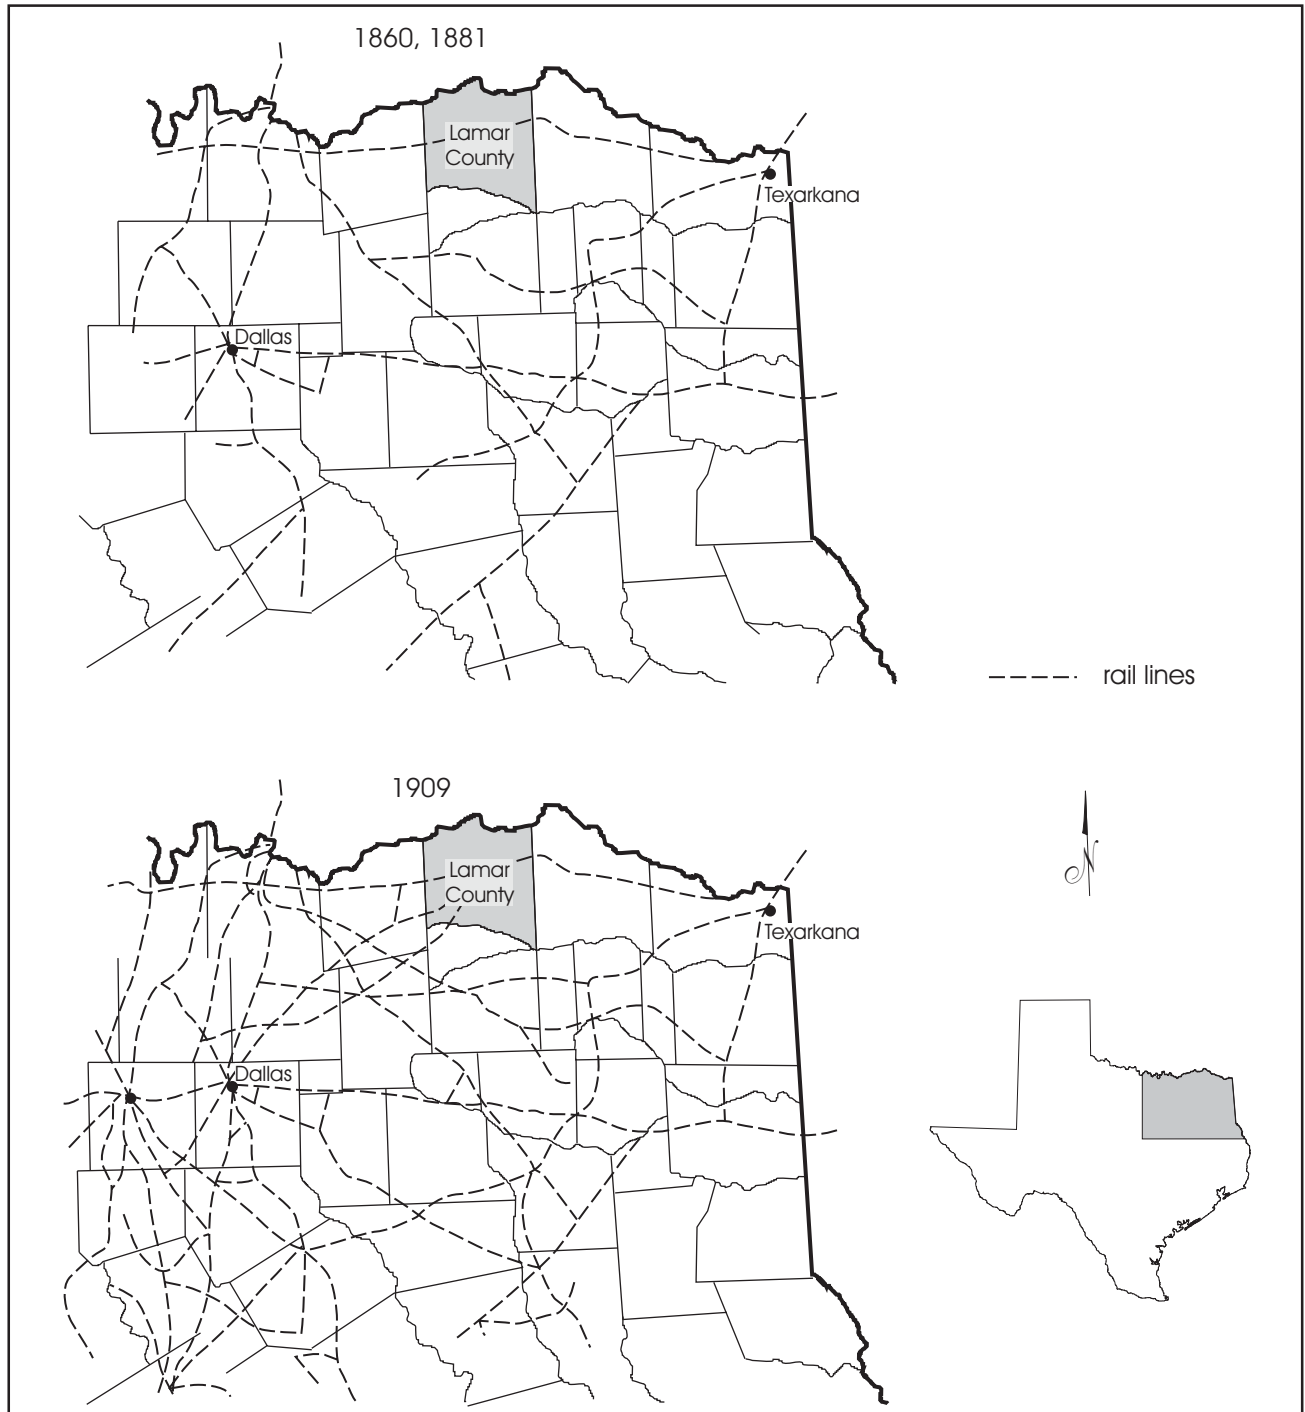 1860, 1881
Lamar
County
Texarkana
Dallas
rail lines
1909
Lamar
County
Texarkana
Dallas
N